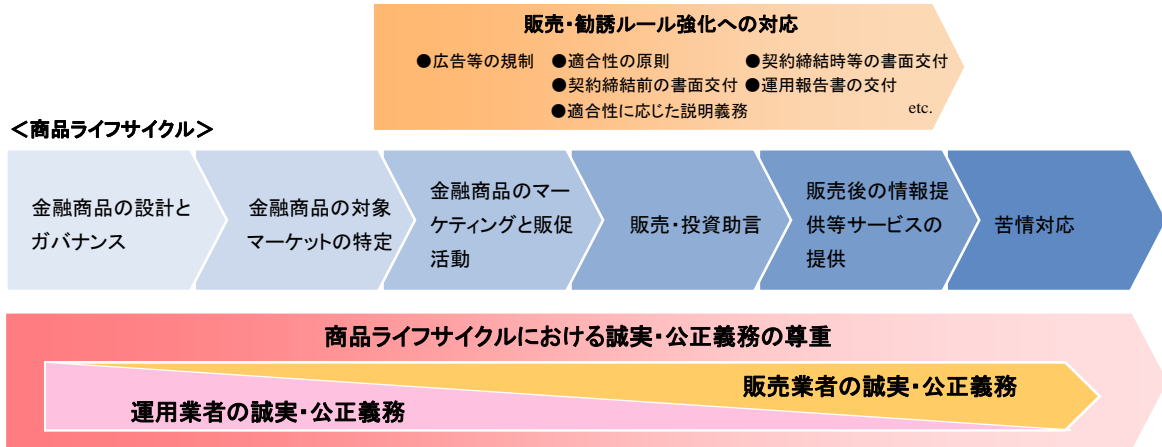 販売・勧誘ルール強化への対応
●広告等の規制 ●適合性の原則 ●契約締結時等の書面交付
●契約締結前の書面交付 ●運用報告書の交付
●適合性に応じた説明義務 etc.
＜商品ライフサイクル＞
金融商品の設計と
ガバナンス
金融商品の対象
マーケットの特定
金融商品のマー
ケティングと販促
活動
販売・投資助言
販売後の情報提
供等サービスの
提供
苦情対応
商品ライフサイクルにおける誠実・公正義務の尊重
販売業者の誠実・公正義務
運用業者の誠実・公正義務